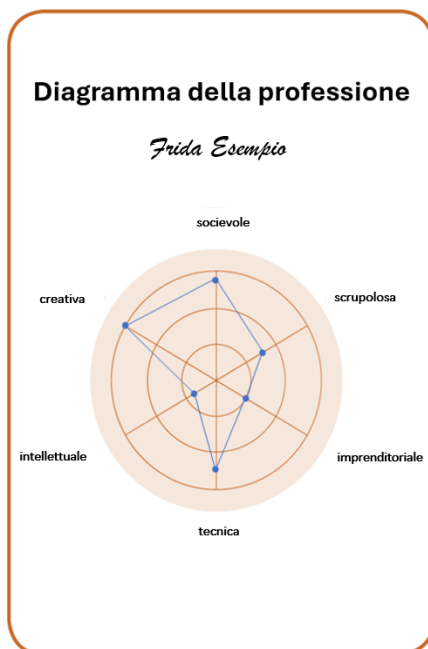 Diagramma della professione
Frida Esempio
socievole
creativa
scrupolosa
intellettuale
imprenditoriale
tecnica